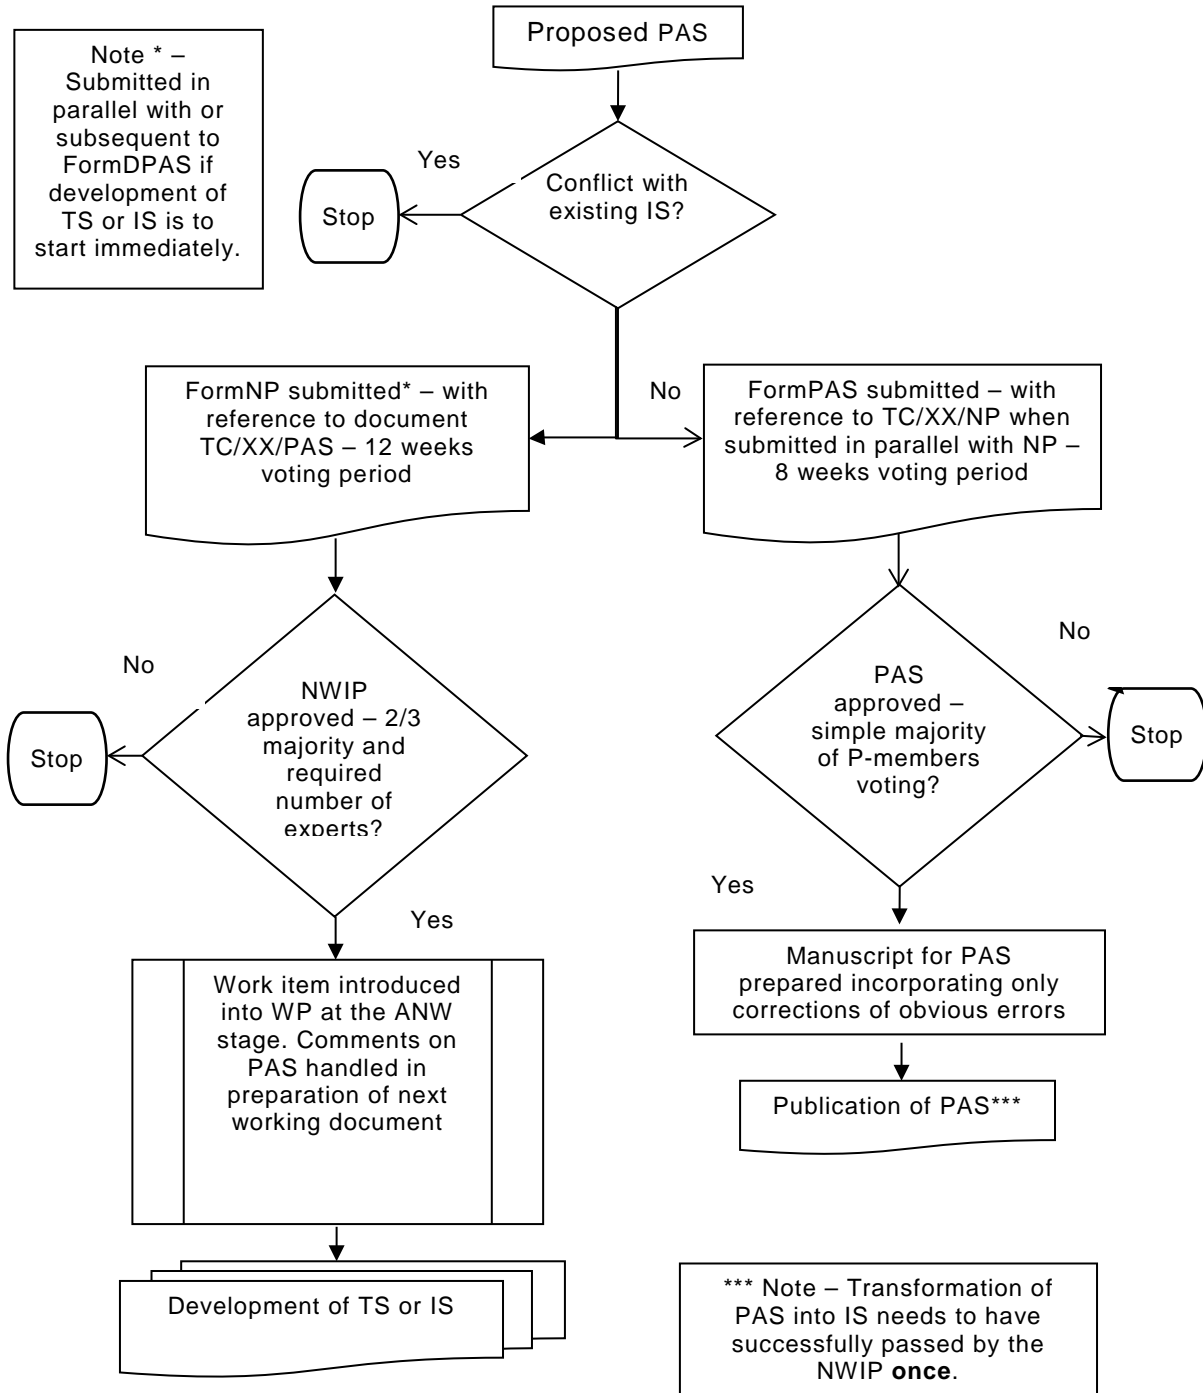 Proposed PAS
Note * –
Submitted in
parallel with or
subsequent to
FormDPAS if
development of
TS or IS is to
start immediately.
Yes
Stop
Conflict with
existing IS?
FormNP submitted* – with
reference to document
TC/XX/PAS – 12 weeks
voting period
No
FormPAS submitted – with
reference to TC/XX/NP when
submitted in parallel with NP –
8 weeks voting period
No
Stop
NWIP
approved – 2/3
majority and
required
number of
experts?
PAS
approved –
simple majority
of P-members
voting?
No
Stop
Yes
Yes
Work item introduced
into WP at the ANW
stage. Comments on
PAS handled in
preparation of next
working document
Manuscript for PAS
prepared incorporating only
corrections of obvious errors
Publication of PAS***
Development of TS or IS
*** Note – Transformation of
PAS into IS needs to have
successfully passed by the
NWIP once.